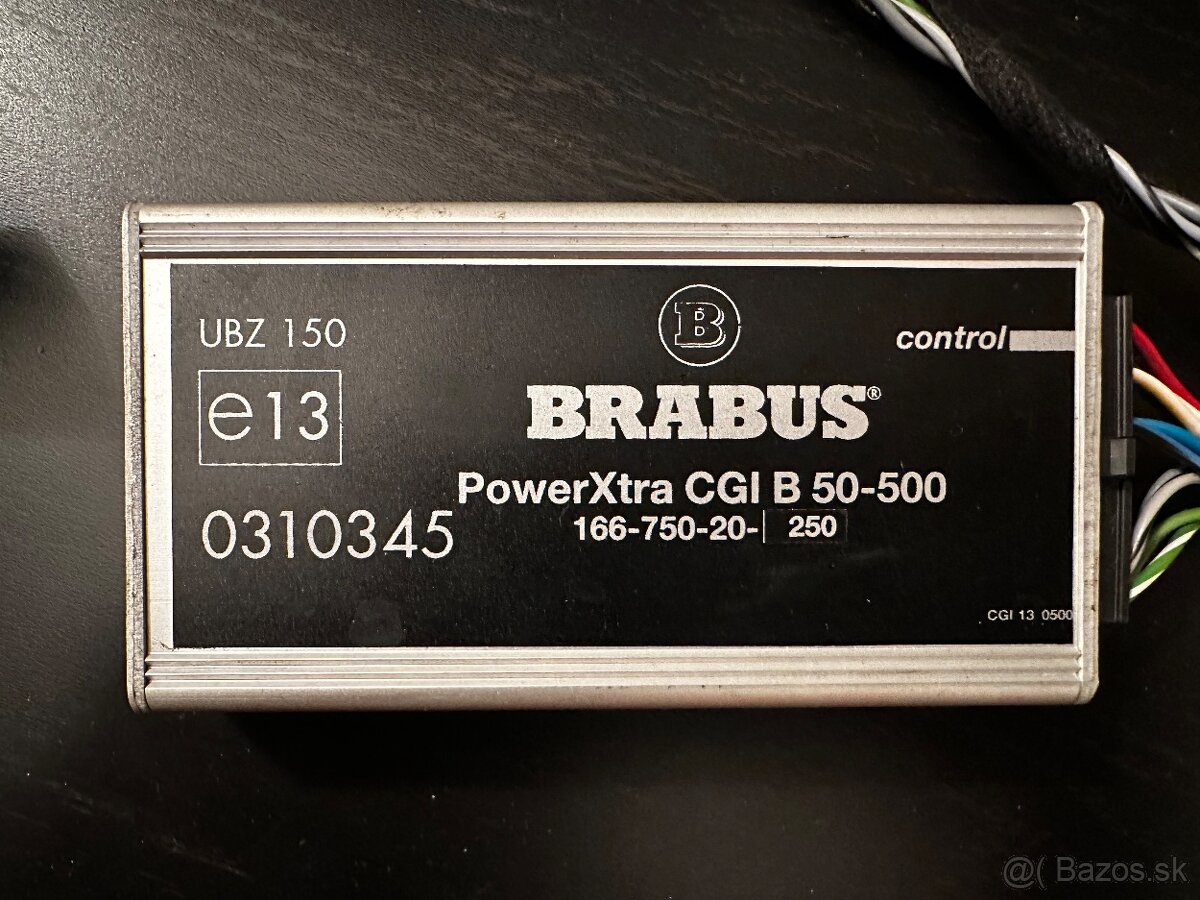 UBZ 150
e13
0310345
B
BRABUS®
PowerXtra CGI B 50-500
166-750-20- 250
control
CGI 13 0500
@( Bazos.sk